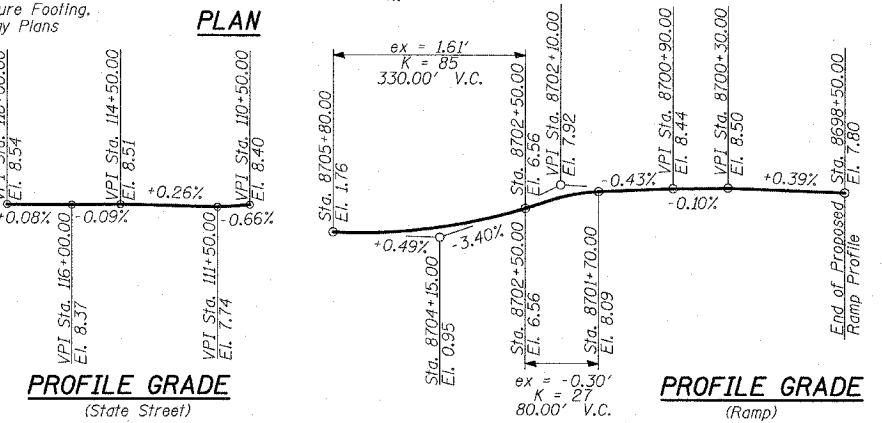 ure Footing,
y Plans
PLAN
El. 8.54
VPI Sta. 114+50.00
El. 8.51
VPI Sta. 110+50.00
El. 8.40
+0.08%
-0.09%
+0.26%
-0.66%
VPI Sta. 116+00.00
El. 8.37
VPI Sta. 111+50.00
El. 7.74
PROFILE GRADE
(State Street)
ex = 1.61'
K = 85
330.00' V.C.
Sta. 8705+80.00
El. 1.76
Sta. 8702+50.00
El. 6.56
VPI Sta. 8702+10.00
El. 7.92
VPI Sta. 8700+90.00
El. 8.44
VPI Sta. 8700+30.00
El. 8.50
Sta. 8698+50.00
El. 7.80
+0.49%
-3.40%
-0.43%
-0.10%
+0.39%
Sta. 8704+15.00
El. 0.95
Sta. 8702+50.00
El. 6.56
Sta. 8701+70.00
El. 8.09
End of Proposed
Ramp Profile
ex = -0.30'
K = 27
80.00' V.C.
PROFILE GRADE
(Ramp)